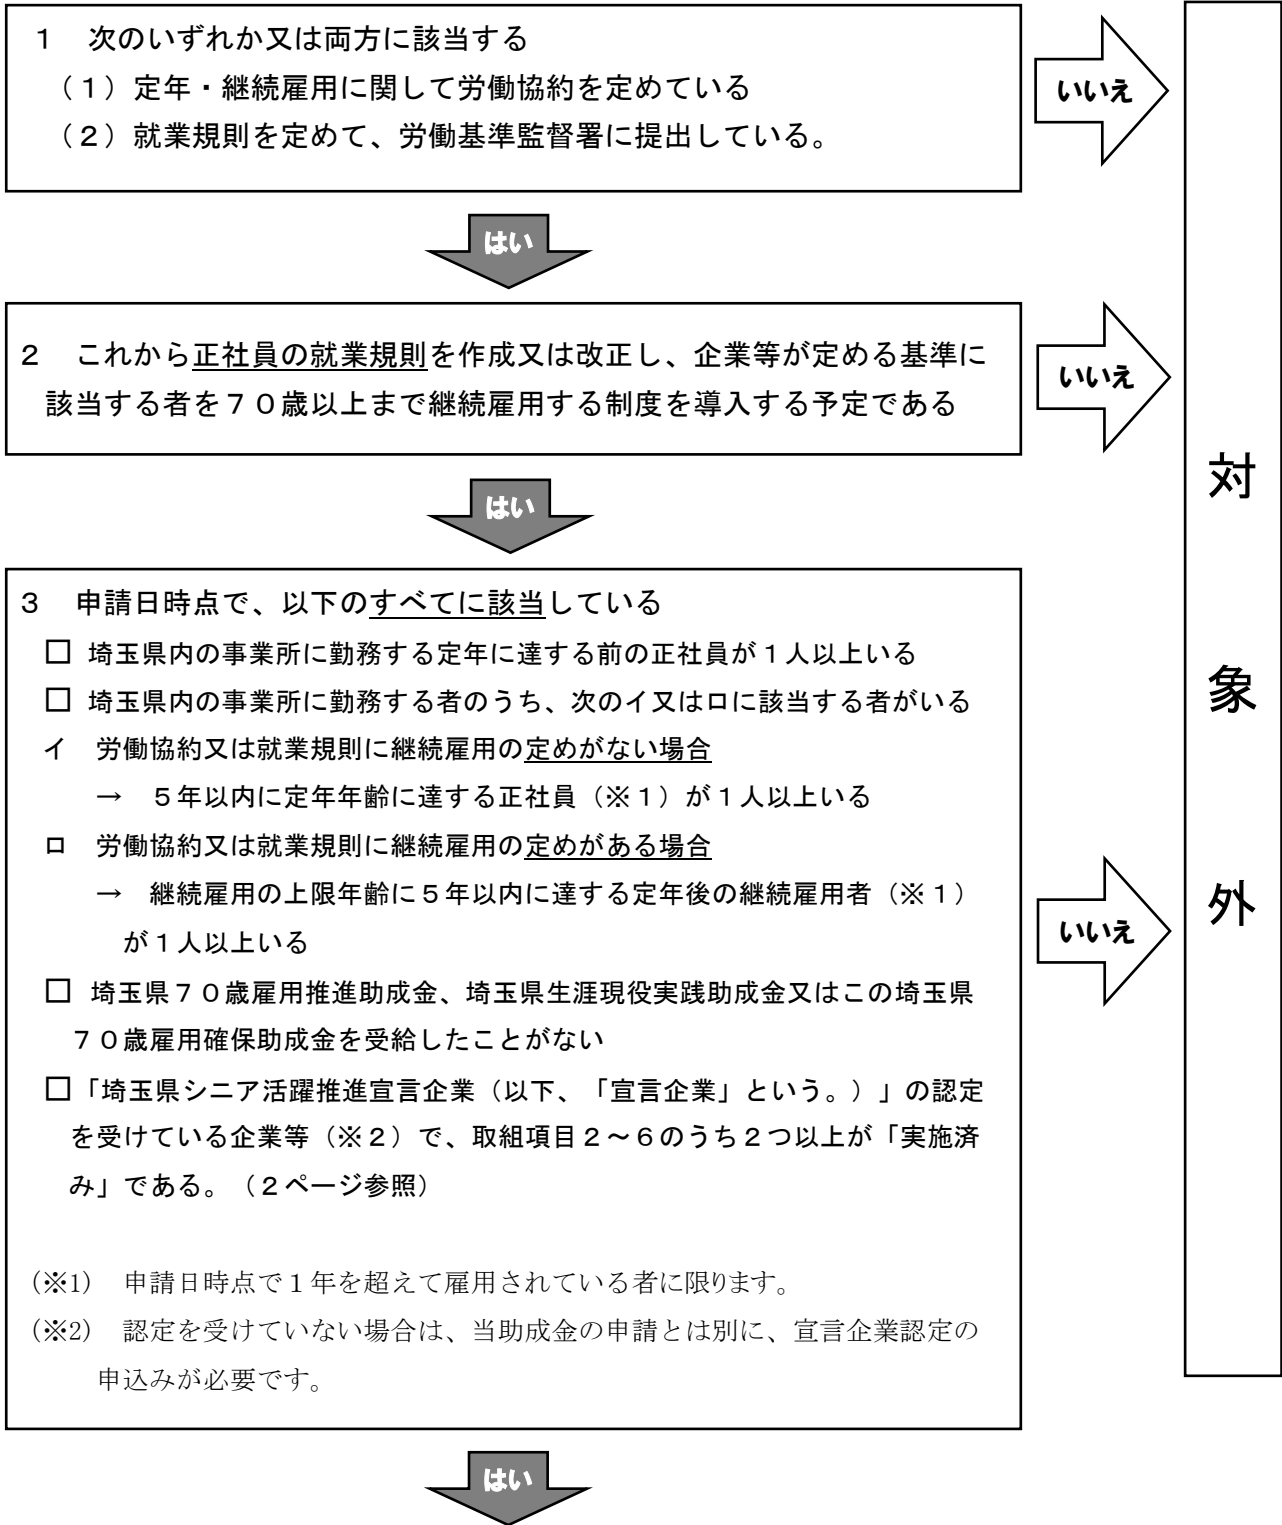 １　次のいずれか又は両方に該当する
（１）定年・継続雇用に関して労働協約を定めている
（２）就業規則を定めて、労働基準監督署に提出している。
いいえ
はい
２　これから正社員の就業規則を作成又は改正し、企業等が定める基準に
該当する者を７０歳以上まで継続雇用する制度を導入する予定である
いいえ
はい
３　申請日時点で、以下のすべてに該当している
□ 埼玉県内の事業所に勤務する定年に達する前の正社員が１人以上いる
□ 埼玉県内の事業所に勤務する者のうち、次のイ又はロに該当する者がいる
イ　労働協約又は就業規則に継続雇用の定めがない場合
→　５年以内に定年年齢に達する正社員（※１）が１人以上いる
ロ　労働協約又は就業規則に継続雇用の定めがある場合
→　継続雇用の上限年齢に５年以内に達する定年後の継続雇用者（※１）
が１人以上いる
□ 埼玉県７０歳雇用推進助成金、埼玉県生涯現役実践助成金又はこの埼玉県
７０歳雇用確保助成金を受給したことがない
□「埼玉県シニア活躍推進宣言企業（以下、「宣言企業」という。）」の認定
を受けている企業等（※２）で、取組項目２～６のうち２つ以上が「実施済
み」である。（２ページ参照）
（※1）　申請日時点で１年を超えて雇用されている者に限ります。
（※2）　認定を受けていない場合は、当助成金の申請とは別に、宣言企業認定の
申込みが必要です。
いいえ
はい
対
象
外